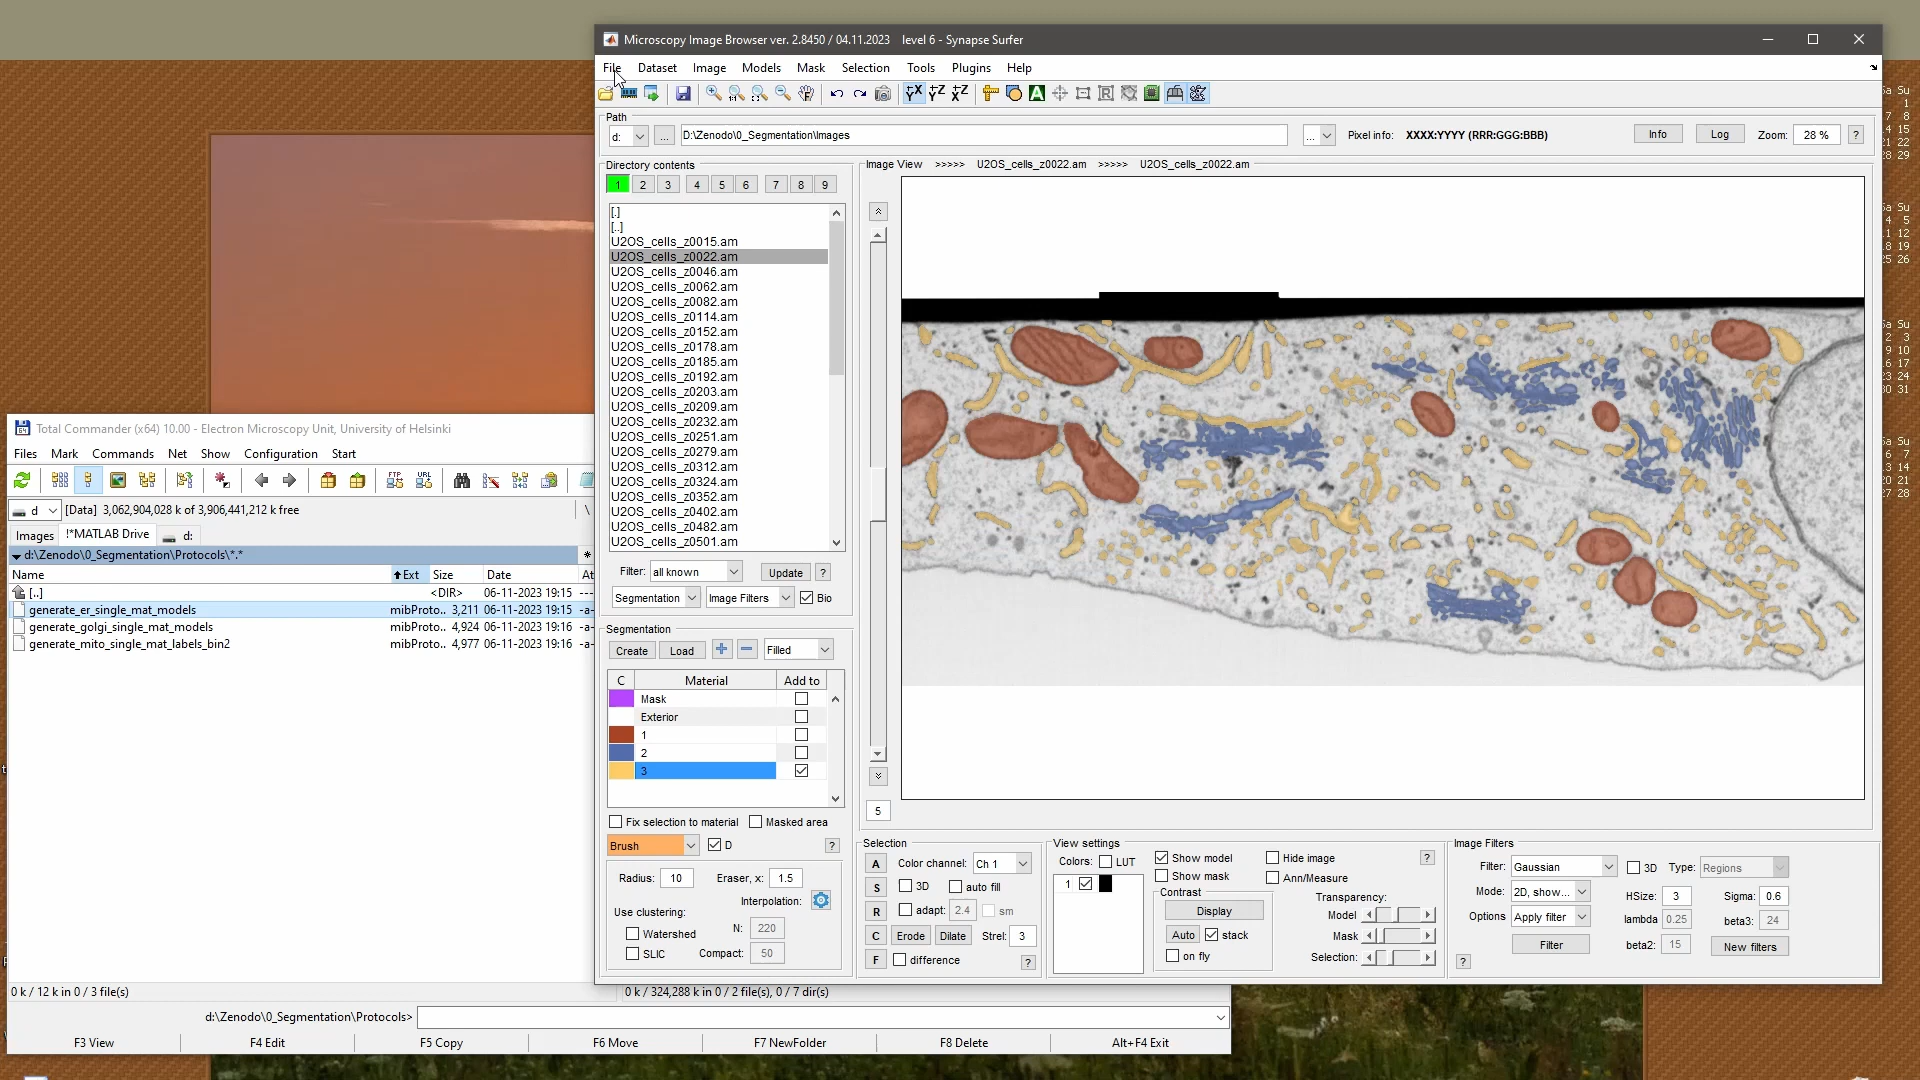 Microscopy Image Browser ver. 2.8450 / 04.11.2023    level 6 - Synapse Surfer
File Dataset Image Models Mask Selection Tools Plugins Help
Path
d: ... D:\Zenodo\0_Segmentation\Images ... Pixel info: XXXX:YYYY (RRR:GGG:BBB) Info Log Zoom: 28 % ?
Directory contents
1 2 3 4 5 6 7 8 9
Image View >>>>> U2OS_cells_z0022.am >>>>> U2OS_cells_z0022.am
[.]
[..]
U2OS_cells_z0015.am
U2OS_cells_z0022.am
U2OS_cells_z0046.am
U2OS_cells_z0062.am
U2OS_cells_z0082.am
U2OS_cells_z0114.am
U2OS_cells_z0152.am
U2OS_cells_z0178.am
U2OS_cells_z0185.am
U2OS_cells_z0192.am
U2OS_cells_z0203.am
U2OS_cells_z0209.am
U2OS_cells_z0232.am
U2OS_cells_z0251.am
U2OS_cells_z0279.am
U2OS_cells_z0312.am
U2OS_cells_z0324.am
U2OS_cells_z0352.am
U2OS_cells_z0402.am
U2OS_cells_z0482.am
U2OS_cells_z0501.am
Filter: all known Update ?
Segmentation Image Filters Bio
Segmentation
Create Load Filled
C Material Add to
Mask
Exterior
1
2
3
Fix selection to material Masked area
Brush D ?
Radius: 10 Eraser, x: 1.5
Interpolation:
Use clustering:
Watershed N: 220
SLIC Compact: 50
5
Selection
A Color channel: Ch 1
S 3D auto fill
R adapt: 2.4 sm
C Erode Dilate Strel: 3
F difference ?
View settings
Colors: LUT Show model Hide image ?
1 Show mask Ann/Measure
Contrast Transparency:
Display Model
Auto stack Mask
on fly Selection:
Image Filters
Filter: Gaussian 3D Type: Regions
Mode: 2D, show... HSize: 3 Sigma: 0.6
Options Apply filter lambda 0.25 beta3: 24
Filter beta2: 15 New filters
?
Total Commander (x64) 10.00 - Electron Microscopy Unit, University of Helsinki
Files Mark Commands Net Show Configuration Start
FTP URL
d [Data] 3,062,904,028 k of 3,906,441,212 k free \
Images !*MATLAB Drive d:
d:\Zenodo\0_Segmentation\Protocols\*.* *
Name Ext Size Date At
[..] <DIR> 06-11-2023 19:15 ---
generate_er_single_mat_models mibProto.. 3,211 06-11-2023 19:15 -a-
generate_golgi_single_mat_models mibProto.. 4,924 06-11-2023 19:16 -a-
generate_mito_single_mat_labels_bin2 mibProto.. 4,977 06-11-2023 19:16 -a-
0 k / 12 k in 0 / 3 file(s) 0 k / 324,288 k in 0 / 2 file(s), 0 / 7 dir(s)
d:\Zenodo\0_Segmentation\Protocols>
F3 View F4 Edit F5 Copy F6 Move F7 NewFolder F8 Delete Alt+F4 Exit